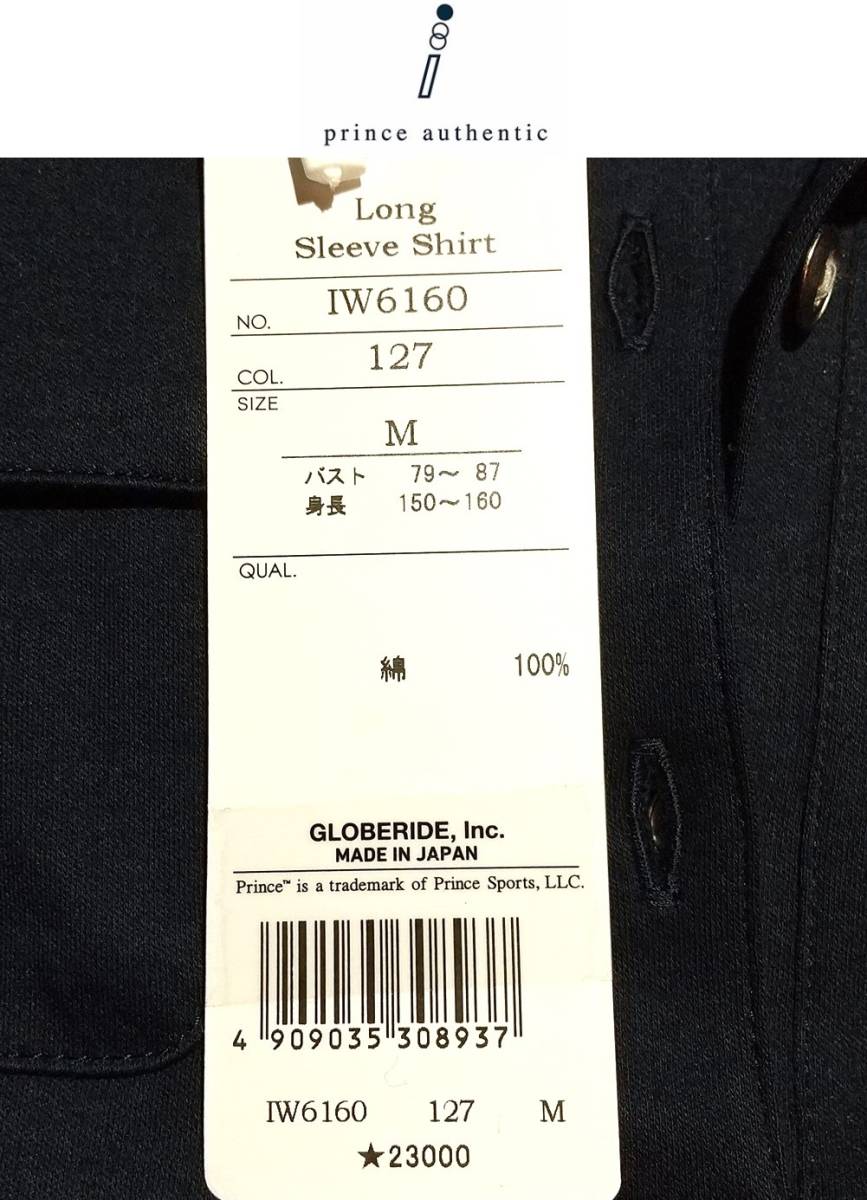 prince authentic
Long
Sleeve Shirt
NO. IW6160
COL. 127
SIZE
M
バスト 79〜 87
身長 150〜160
QUAL.
綿 100%
GLOBERIDE, Inc.
MADE IN JAPAN
Prince™ is a trademark of Prince Sports, LLC.
4 909035 308937
IW6160 127 M
★23000